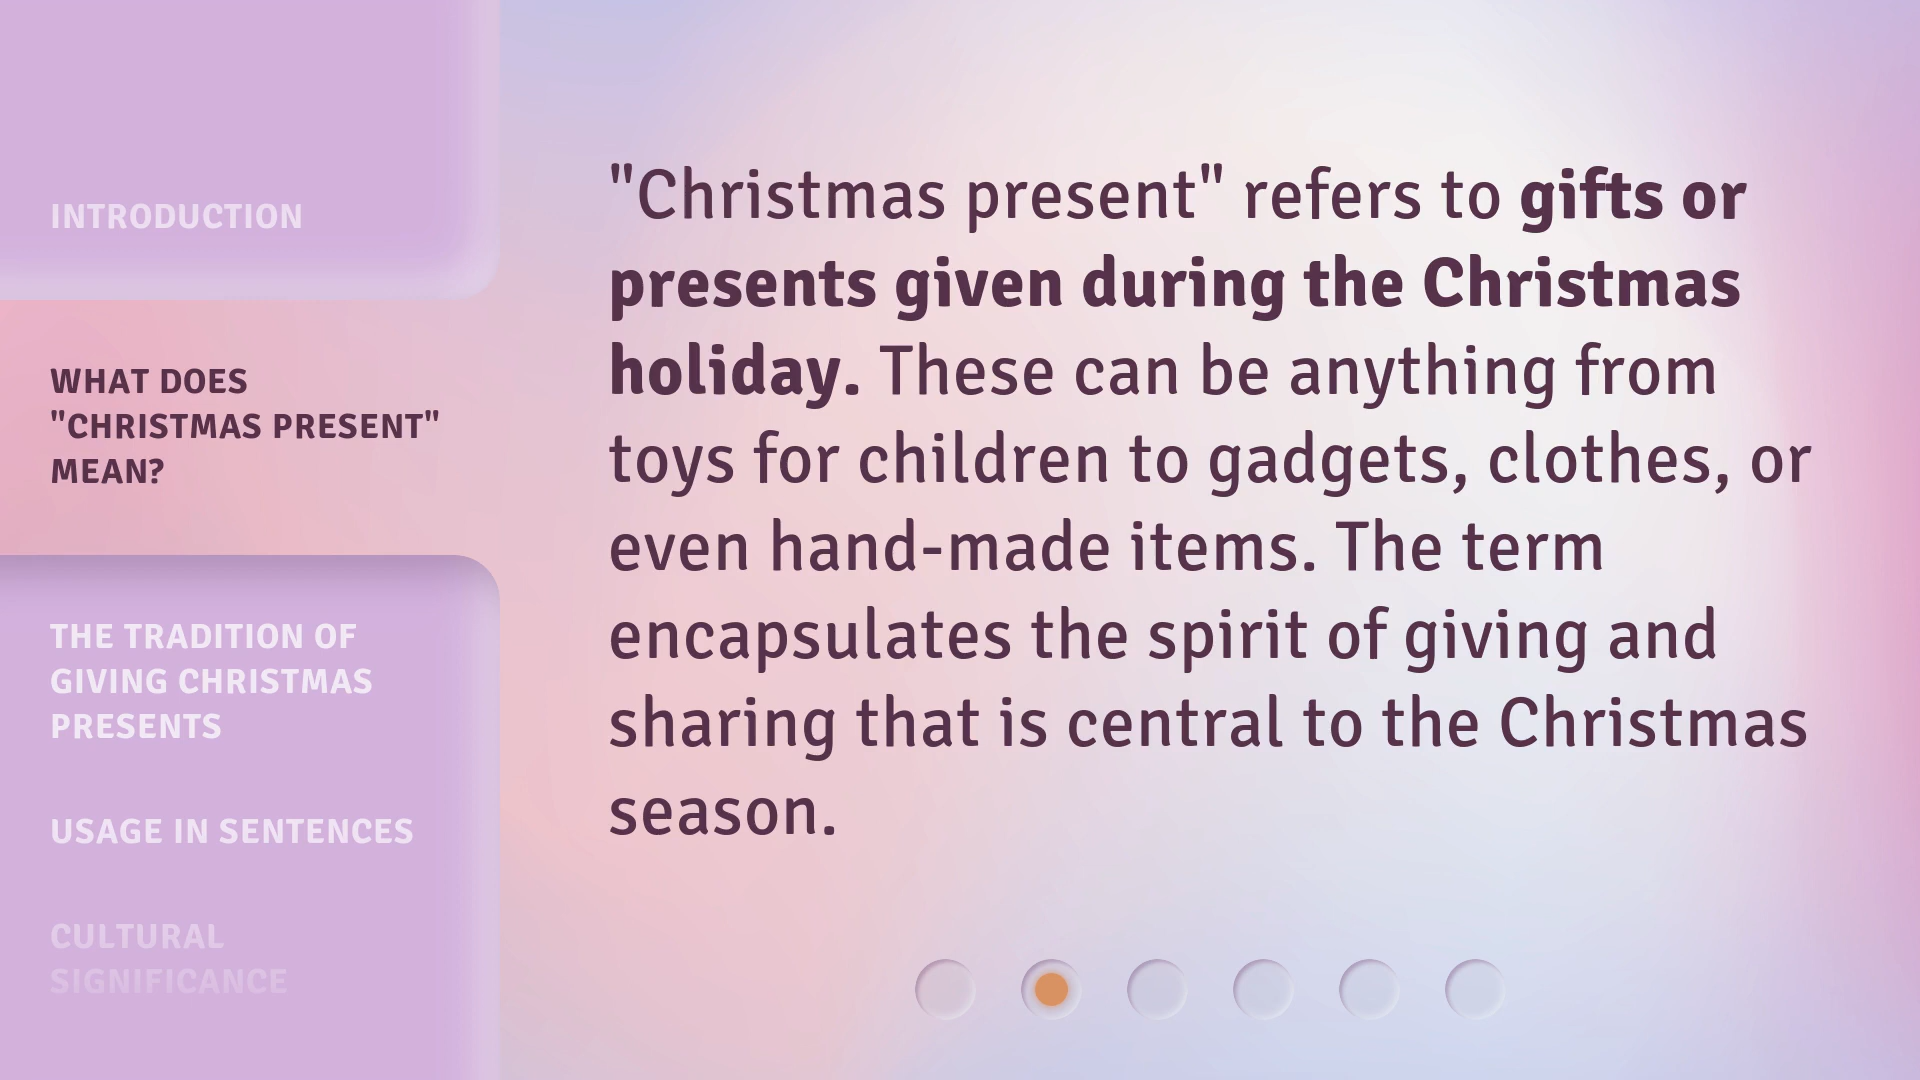 INTRODUCTION
WHAT DOES
"CHRISTMAS PRESENT"
MEAN?
THE TRADITION OF
GIVING CHRISTMAS
PRESENTS
USAGE IN SENTENCES
CULTURAL
SIGNIFICANCE
"Christmas present" refers to gifts or
presents given during the Christmas
holiday. These can be anything from
toys for children to gadgets, clothes, or
even hand-made items. The term
encapsulates the spirit of giving and
sharing that is central to the Christmas
season.